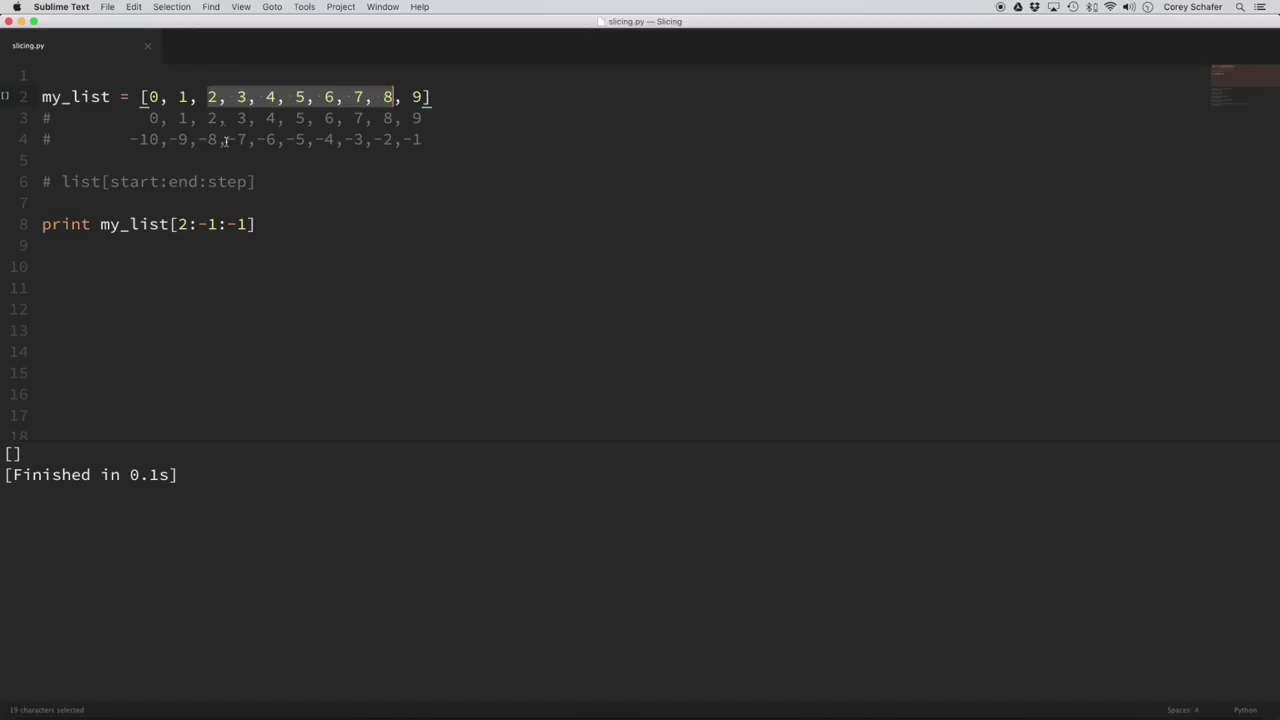 Sublime Text File Edit Selection Find View Goto Tools Project Window Help Corey Schafer
slicing.py — Slicing
slicing.py
1
2 my_list = [0, 1, 2, 3, 4, 5, 6, 7, 8, 9]
3 # 0, 1, 2, 3, 4, 5, 6, 7, 8, 9
4 # -10,-9,-8,-7,-6,-5,-4,-3,-2,-1
5
6 # list[start:end:step]
7
8 print my_list[2:-1:-1]
9
10
11
12
13
14
15
16
17
18
[]
[Finished in 0.1s]
19 characters selected Spaces: 4 Python